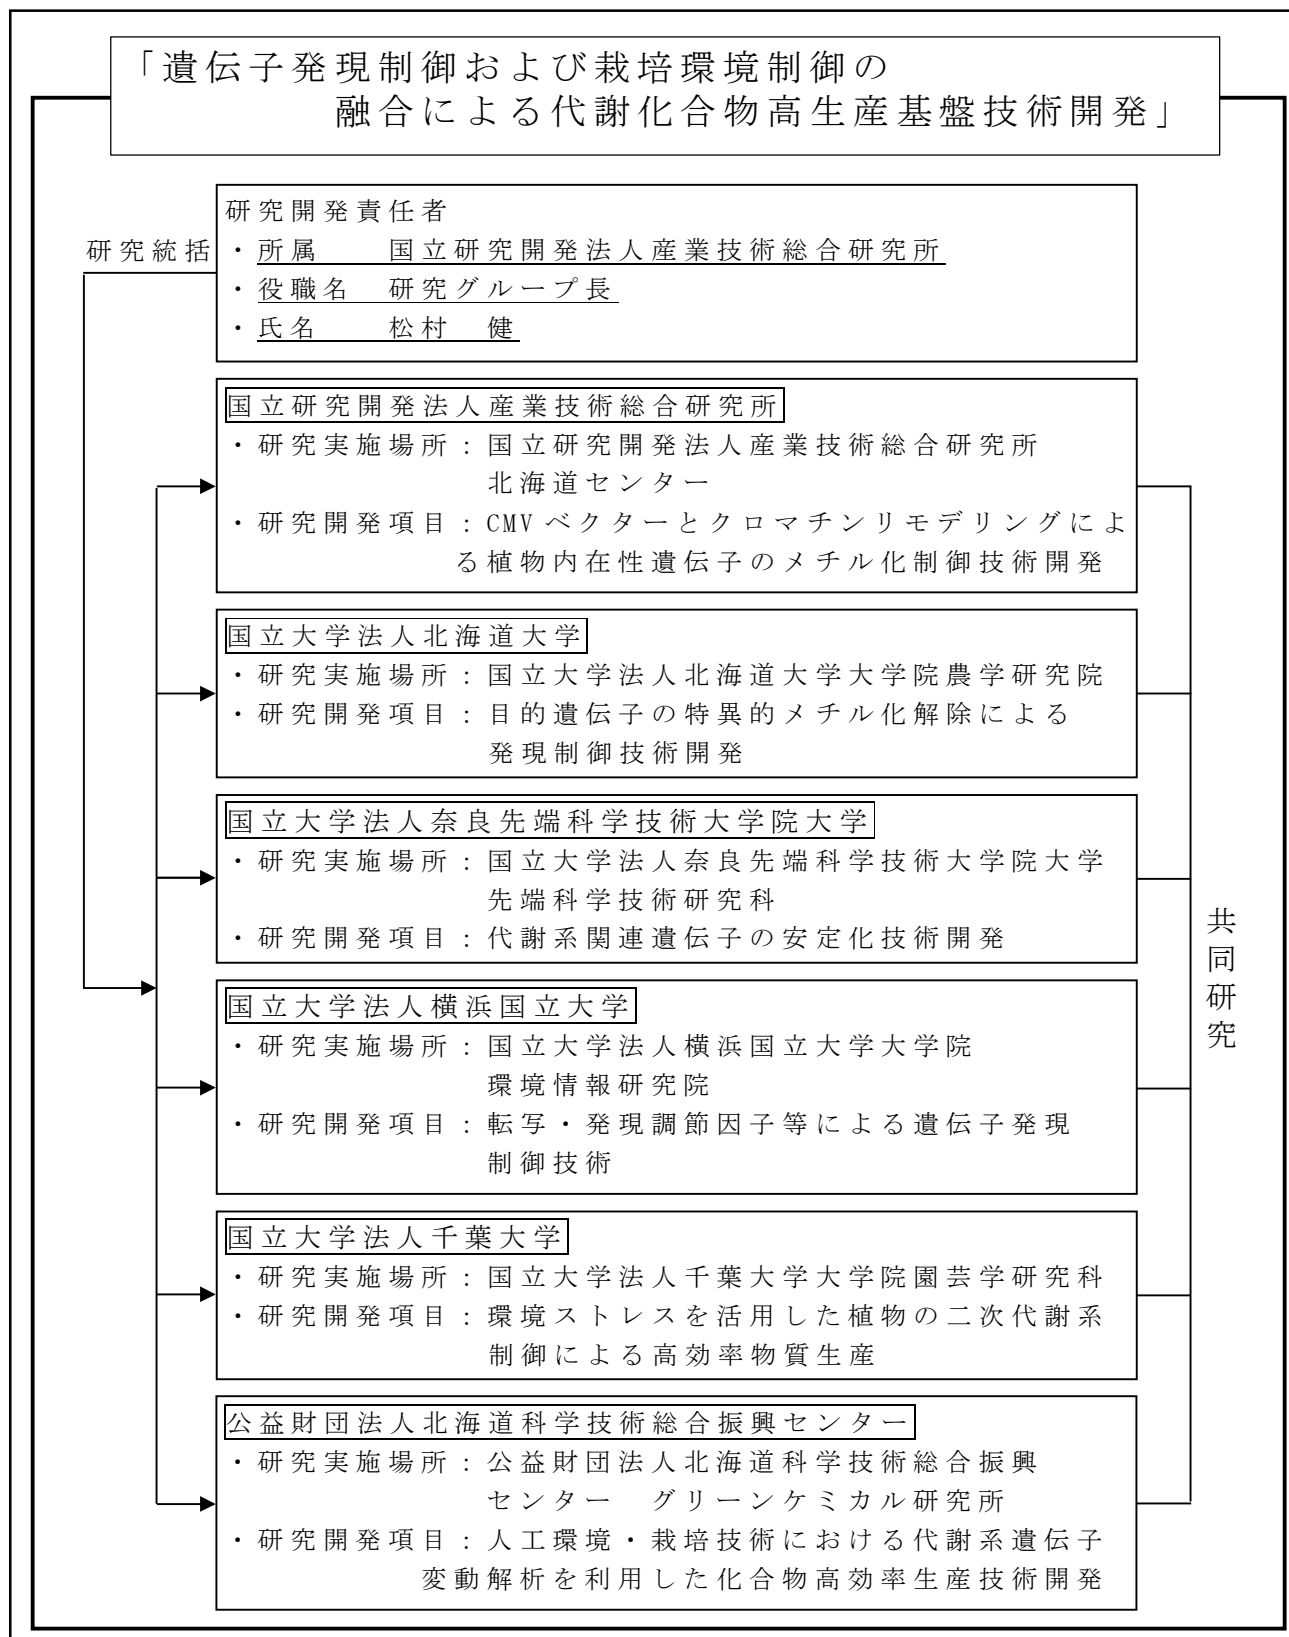 「遺伝子発現制御および栽培環境制御の
融合による代謝化合物高生産基盤技術開発」
研究統括
研究開発責任者
・所属　　国立研究開発法人産業技術総合研究所
・役職名　研究グループ長
・氏名　　松村　健
国立研究開発法人産業技術総合研究所
・研究実施場所：国立研究開発法人産業技術総合研究所
北海道センター
・研究開発項目：CMVベクターとクロマチンリモデリングによ
る植物内在性遺伝子のメチル化制御技術開発
国立大学法人北海道大学
・研究実施場所：国立大学法人北海道大学大学院農学研究院
・研究開発項目：目的遺伝子の特異的メチル化解除による
発現制御技術開発
国立大学法人奈良先端科学技術大学院大学
・研究実施場所：国立大学法人奈良先端科学技術大学院大学
先端科学技術研究科
・研究開発項目：代謝系関連遺伝子の安定化技術開発
国立大学法人横浜国立大学
・研究実施場所：国立大学法人横浜国立大学大学院
環境情報研究院
・研究開発項目：転写・発現調節因子等による遺伝子発現
制御技術
国立大学法人千葉大学
・研究実施場所：国立大学法人千葉大学大学院園芸学研究科
・研究開発項目：環境ストレスを活用した植物の二次代謝系
制御による高効率物質生産
公益財団法人北海道科学技術総合振興センター
・研究実施場所：公益財団法人北海道科学技術総合振興
センター　グリーンケミカル研究所
・研究開発項目：人工環境・栽培技術における代謝系遺伝子
変動解析を利用した化合物高効率生産技術開発
共同研究